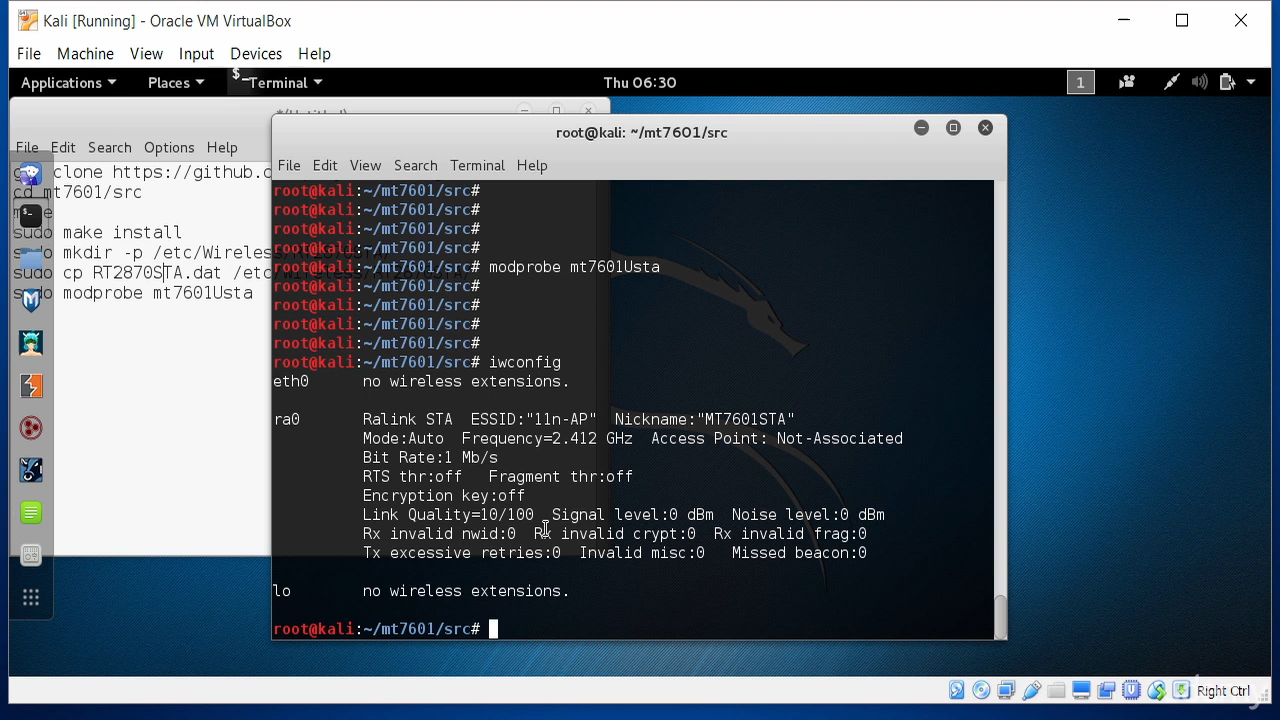 Kali [Running] - Oracle VM VirtualBox
File Machine View Input Devices Help
Applications Places Terminal Thu 06:30 1
File Edit Search Options Help
clone https://github.c
cd mt7601/src
sudo make install
sudo mkdir -p /etc/Wireles
sudo cp RT2870STA.dat /etc
sudo modprobe mt7601Usta
root@kali: ~/mt7601/src
File Edit View Search Terminal Help
root@kali:~/mt7601/src#
root@kali:~/mt7601/src#
root@kali:~/mt7601/src#
root@kali:~/mt7601/src#
root@kali:~/mt7601/src# modprobe mt7601Usta
root@kali:~/mt7601/src#
root@kali:~/mt7601/src#
root@kali:~/mt7601/src#
root@kali:~/mt7601/src#
root@kali:~/mt7601/src# iwconfig
eth0 no wireless extensions.
ra0 Ralink STA ESSID:"11n-AP" Nickname:"MT7601STA"
Mode:Auto Frequency=2.412 GHz Access Point: Not-Associated
Bit Rate:1 Mb/s
RTS thr:off Fragment thr:off
Encryption key:off
Link Quality=10/100 Signal level:0 dBm Noise level:0 dBm
Rx invalid nwid:0 Rx invalid crypt:0 Rx invalid frag:0
Tx excessive retries:0 Invalid misc:0 Missed beacon:0
lo no wireless extensions.
root@kali:~/mt7601/src#
Right Ctrl